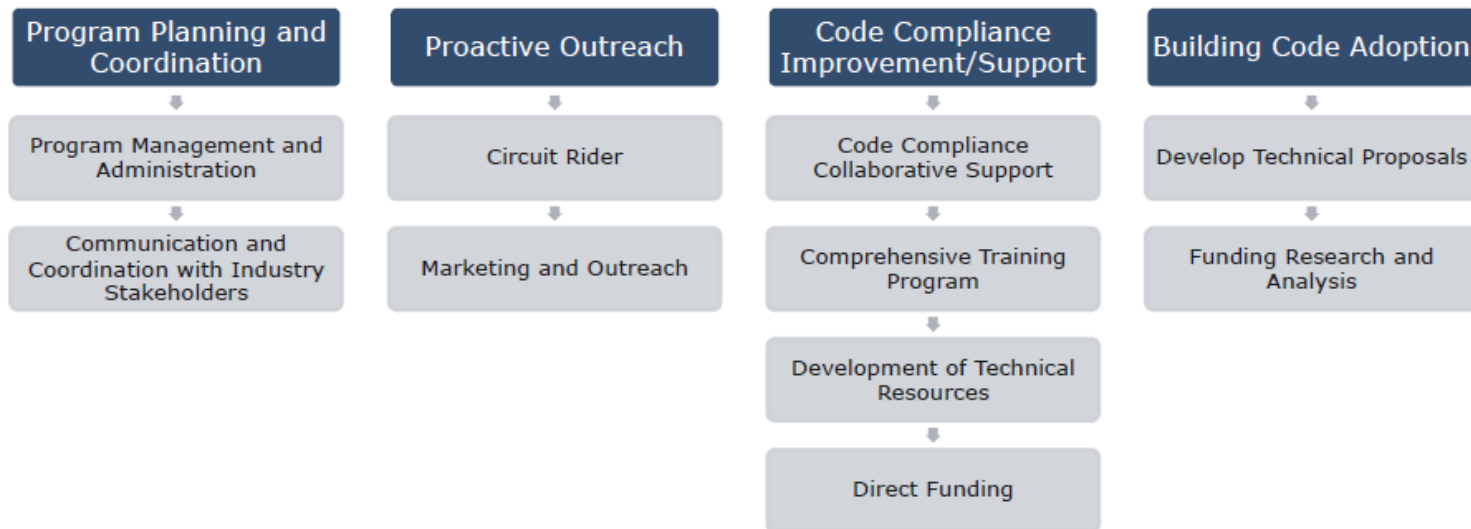 Program Planning and
Coordination
Program Management and
Administration
Communication and
Coordination with Industry
Stakeholders
Proactive Outreach
Circuit Rider
Marketing and Outreach
Code Compliance
Improvement/Support
Code Compliance
Collaborative Support
Comprehensive Training
Program
Development of Technical
Resources
Direct Funding
Building Code Adoption
Develop Technical Proposals
Funding Research and
Analysis